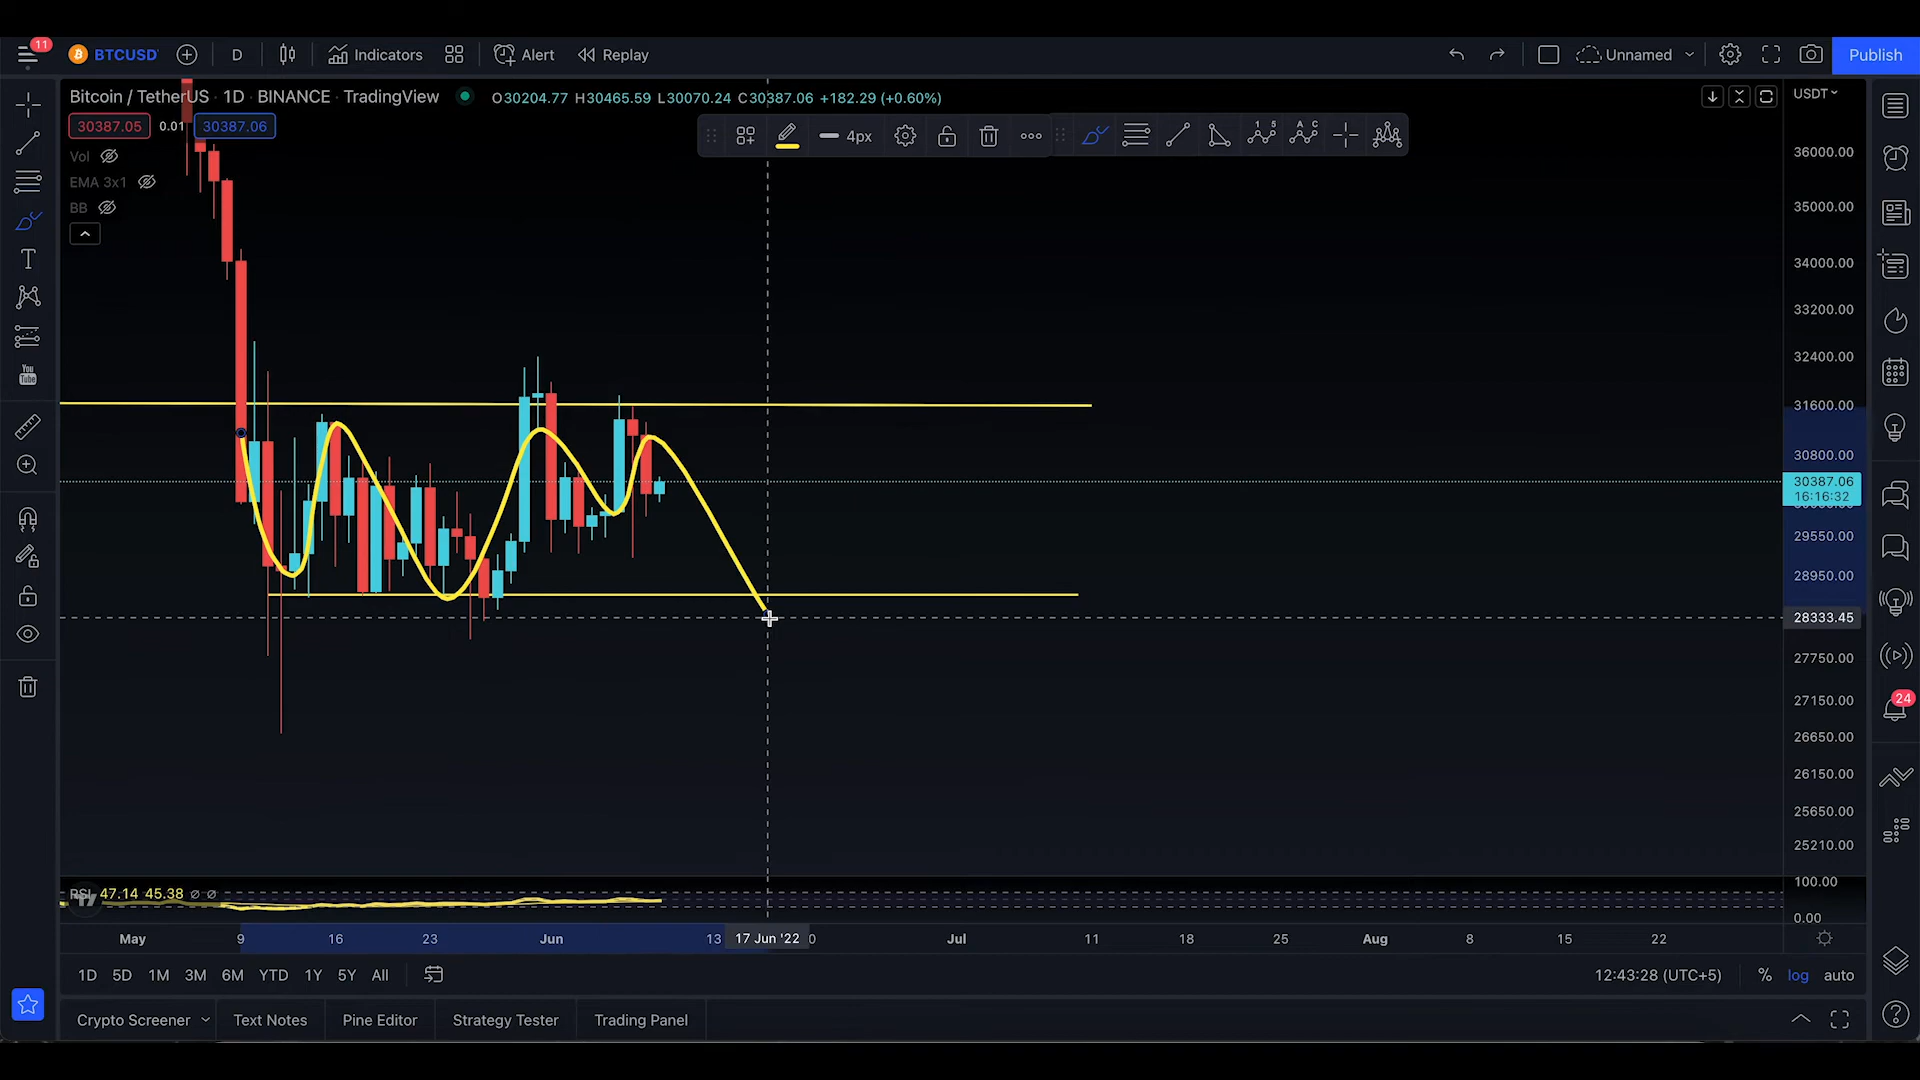 11
BTCUSD D Indicators Alert Replay Unnamed Publish
Bitcoin / TetherUS · 1D · BINANCE · TradingView O30204.77 H30465.59 L30070.24 C30387.06 +182.29 (+0.60%) USDT
30387.05 0.01 30387.06
4px
1 5
A C
Vol
EMA 3x1
BB
You
Tube
36000.00
35000.00
34000.00
33200.00
32400.00
31600.00
30800.00
30387.06
16:16:32
29550.00
28950.00
28333.45
27750.00
27150.00
26650.00
26150.00
25650.00
25210.00
24
RSI 47.14 45.38 ∅ ∅
100.00
0.00
May 9 16 23 Jun 13 17 Jun '22 0 Jul 11 18 25 Aug 8 15 22
1D 5D 1M 3M 6M YTD 1Y 5Y All 12:43:28 (UTC+5) % log auto
Crypto Screener Text Notes Pine Editor Strategy Tester Trading Panel